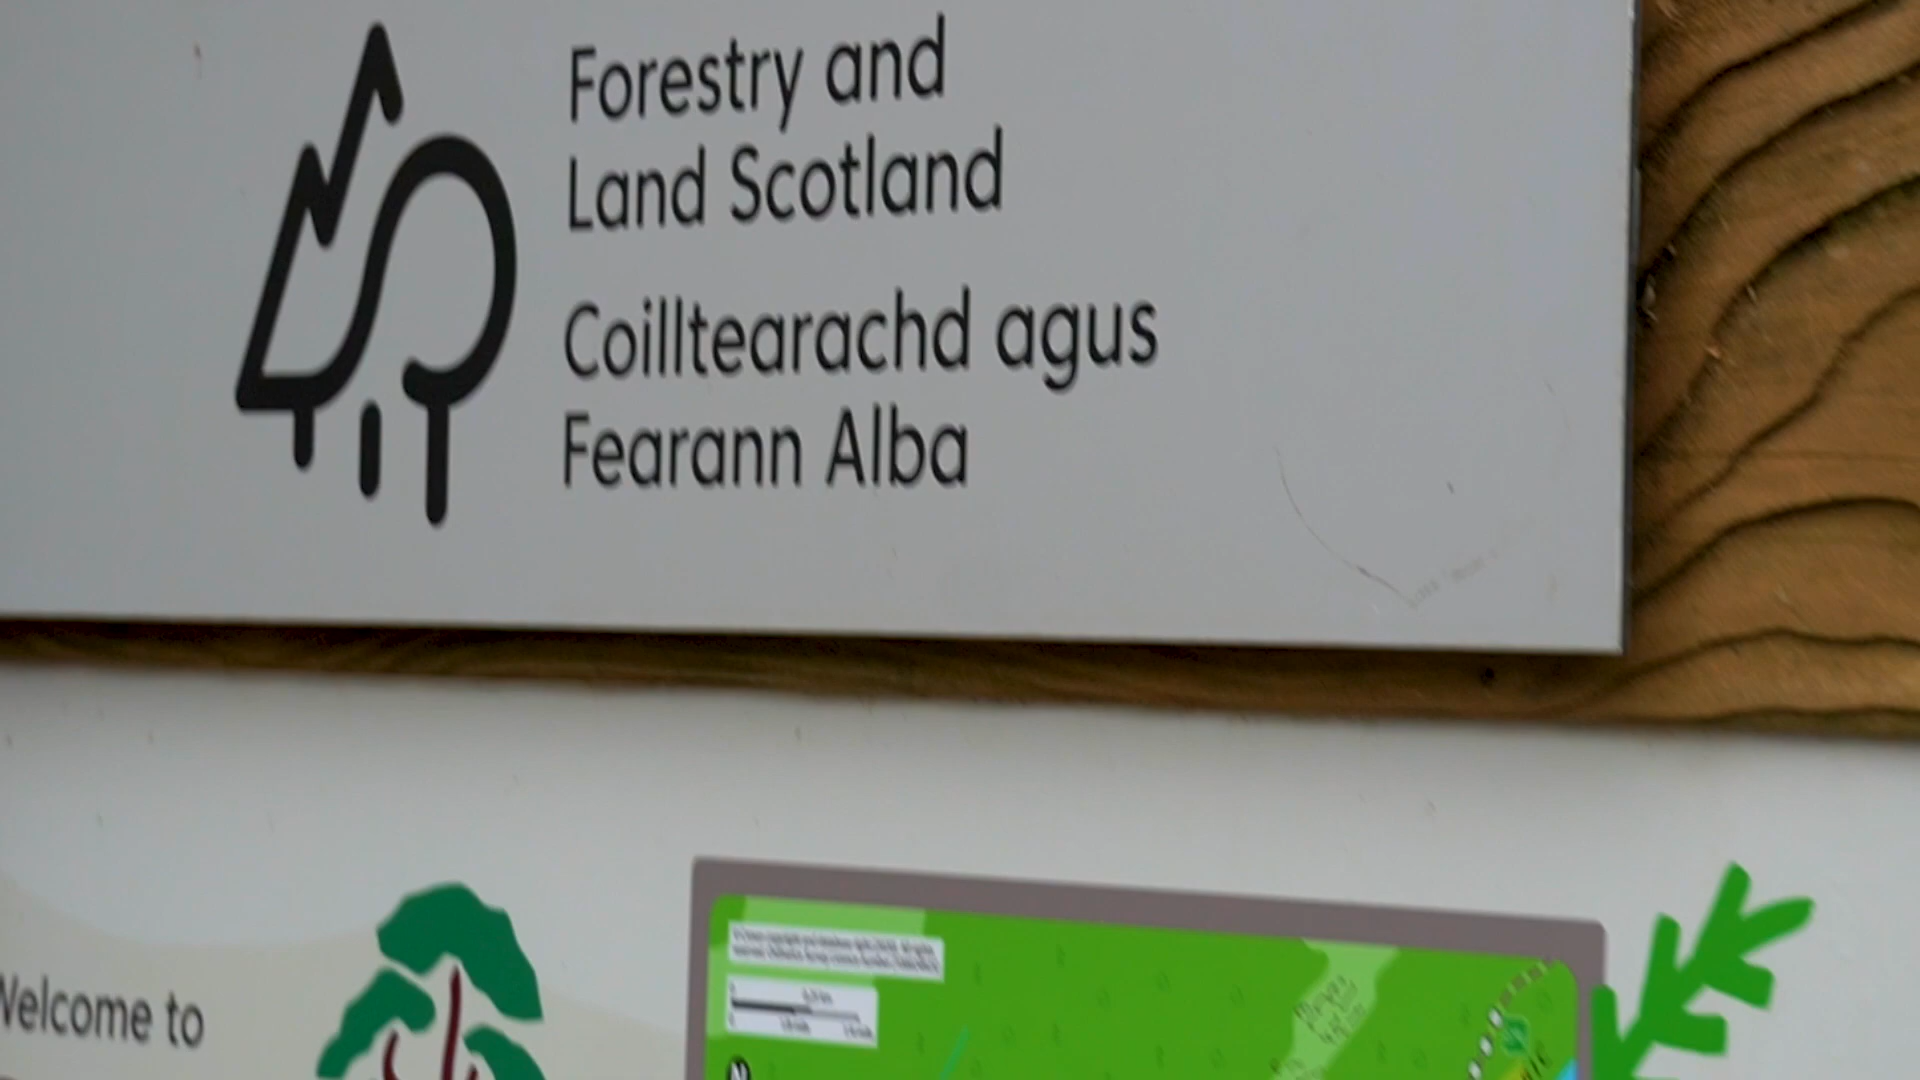 Forestry and
Land Scotland
Coilltearachd agus
Fearann Alba
Welcome to